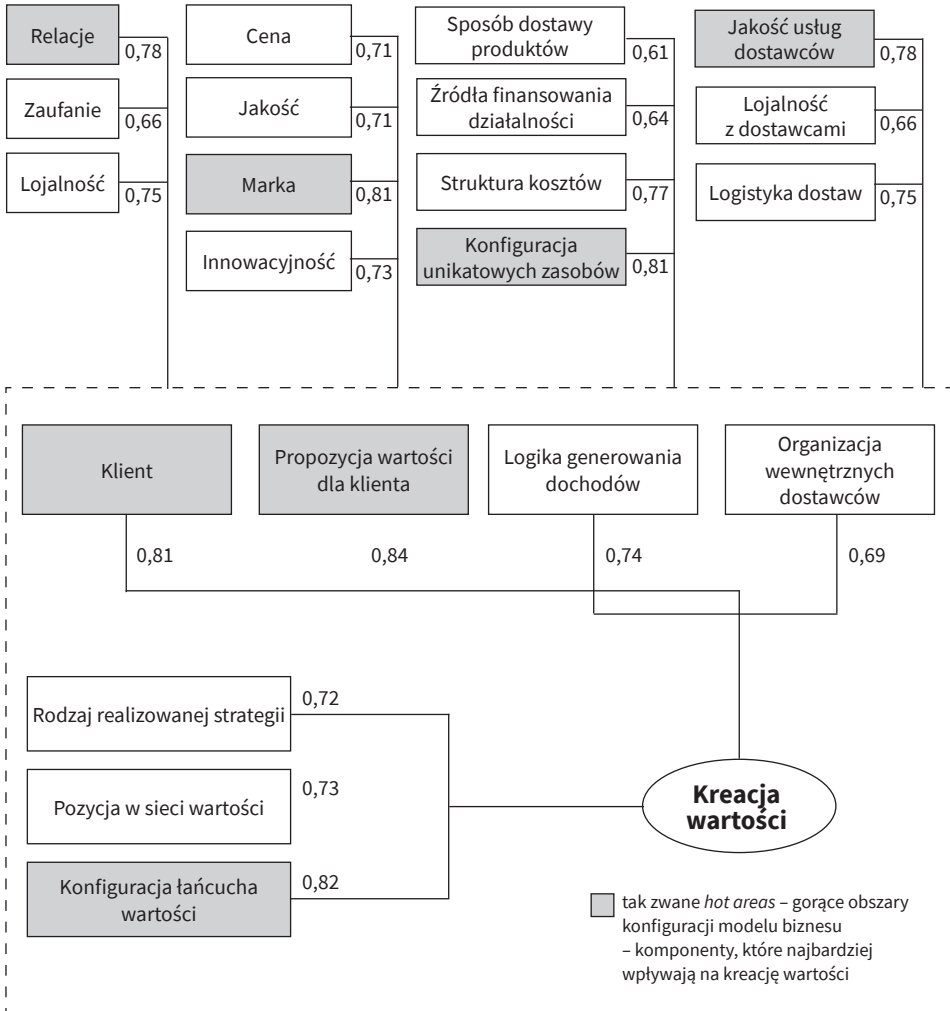 Relacje
0,78
Zaufanie
0,66
Lojalność
0,75
Cena
0,71
Jakość
0,71
Marka
0,81
Innowacyjność
0,73
Sposób dostawy
produktów
0,61
Źródła finansowania
działalności
0,64
Struktura kosztów
0,77
Konfiguracja
unikatowych zasobów
0,81
Jakość usług
dostawców
0,78
Lojalność
z dostawcami
0,66
Logistyka dostaw
0,75
Klient
0,81
Propozycja wartości
dla klienta
0,84
Logika generowania
dochodów
0,74
Organizacja
wewnętrznych
dostawców
0,69
Rodzaj realizowanej strategii
0,72
Pozycja w sieci wartości
0,73
Konfiguracja łańcucha
wartości
0,82
Kreacja
wartości
tak zwane hot areas – gorące obszary
konfiguracji modelu biznesu
– komponenty, które najbardziej
wpływają na kreację wartości